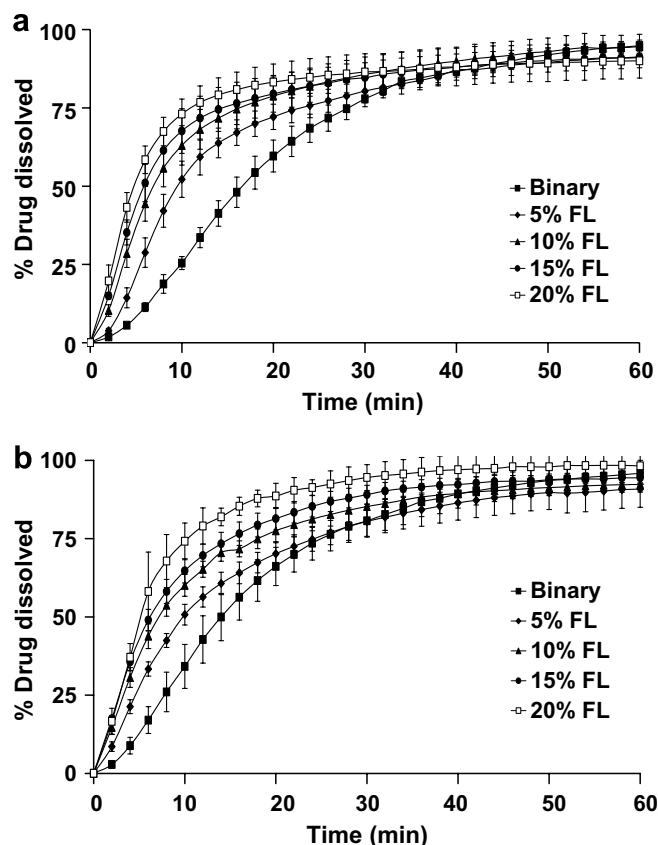 a
100
75
50
25
0
% Drug dissolved
Binary
5% FL
10% FL
15% FL
20% FL
0 10 20 30 40 50 60
Time (min)
b
100
75
50
25
0
% Drug dissolved
Binary
5% FL
10% FL
15% FL
20% FL
0 10 20 30 40 50 60
Time (min)